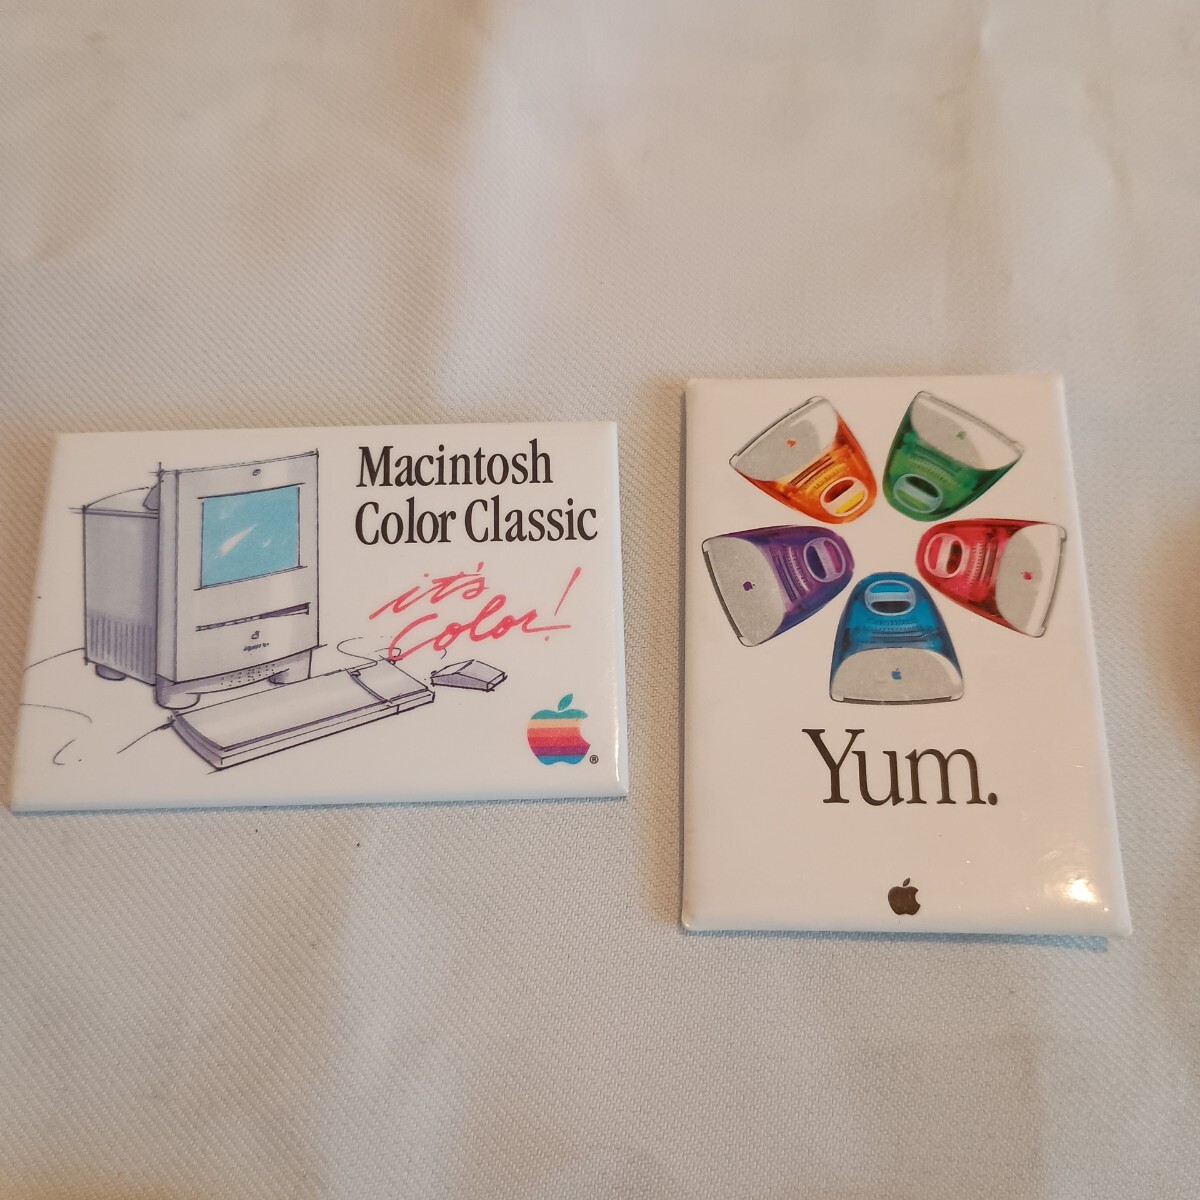 Macintosh
Color Classic
it's
Color!
®
Yum.